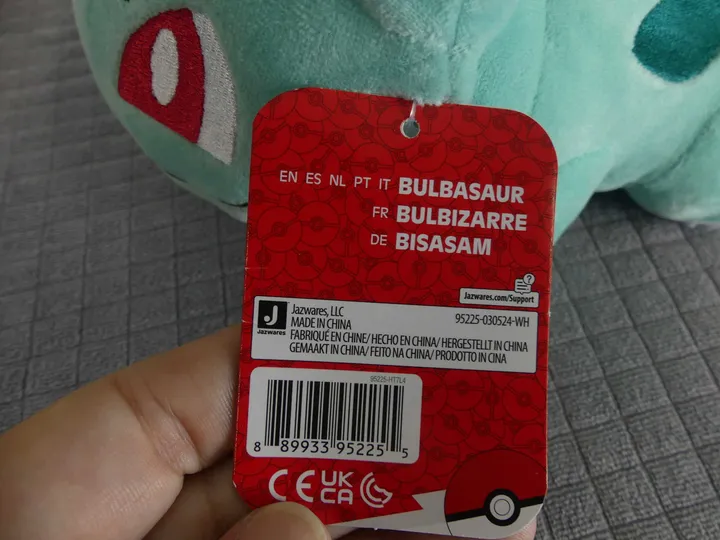 EN ES NL PT IT BULBASAUR
FR BULBIZARRE
DE BISASAM
?
Jazwares.com/Support
J
Jazwares
Jazwares, LLC
95225-030524-WH
MADE IN CHINA
FABRIQUÉ EN CHINE/ HECHO EN CHINA/ HERGESTELLT IN CHINA
GEMAAKT IN CHINA/ FEITO NA CHINA/ PRODOTTO IN CINA
95225-HT7L4
8 89933 95225 5
CE UK
CA